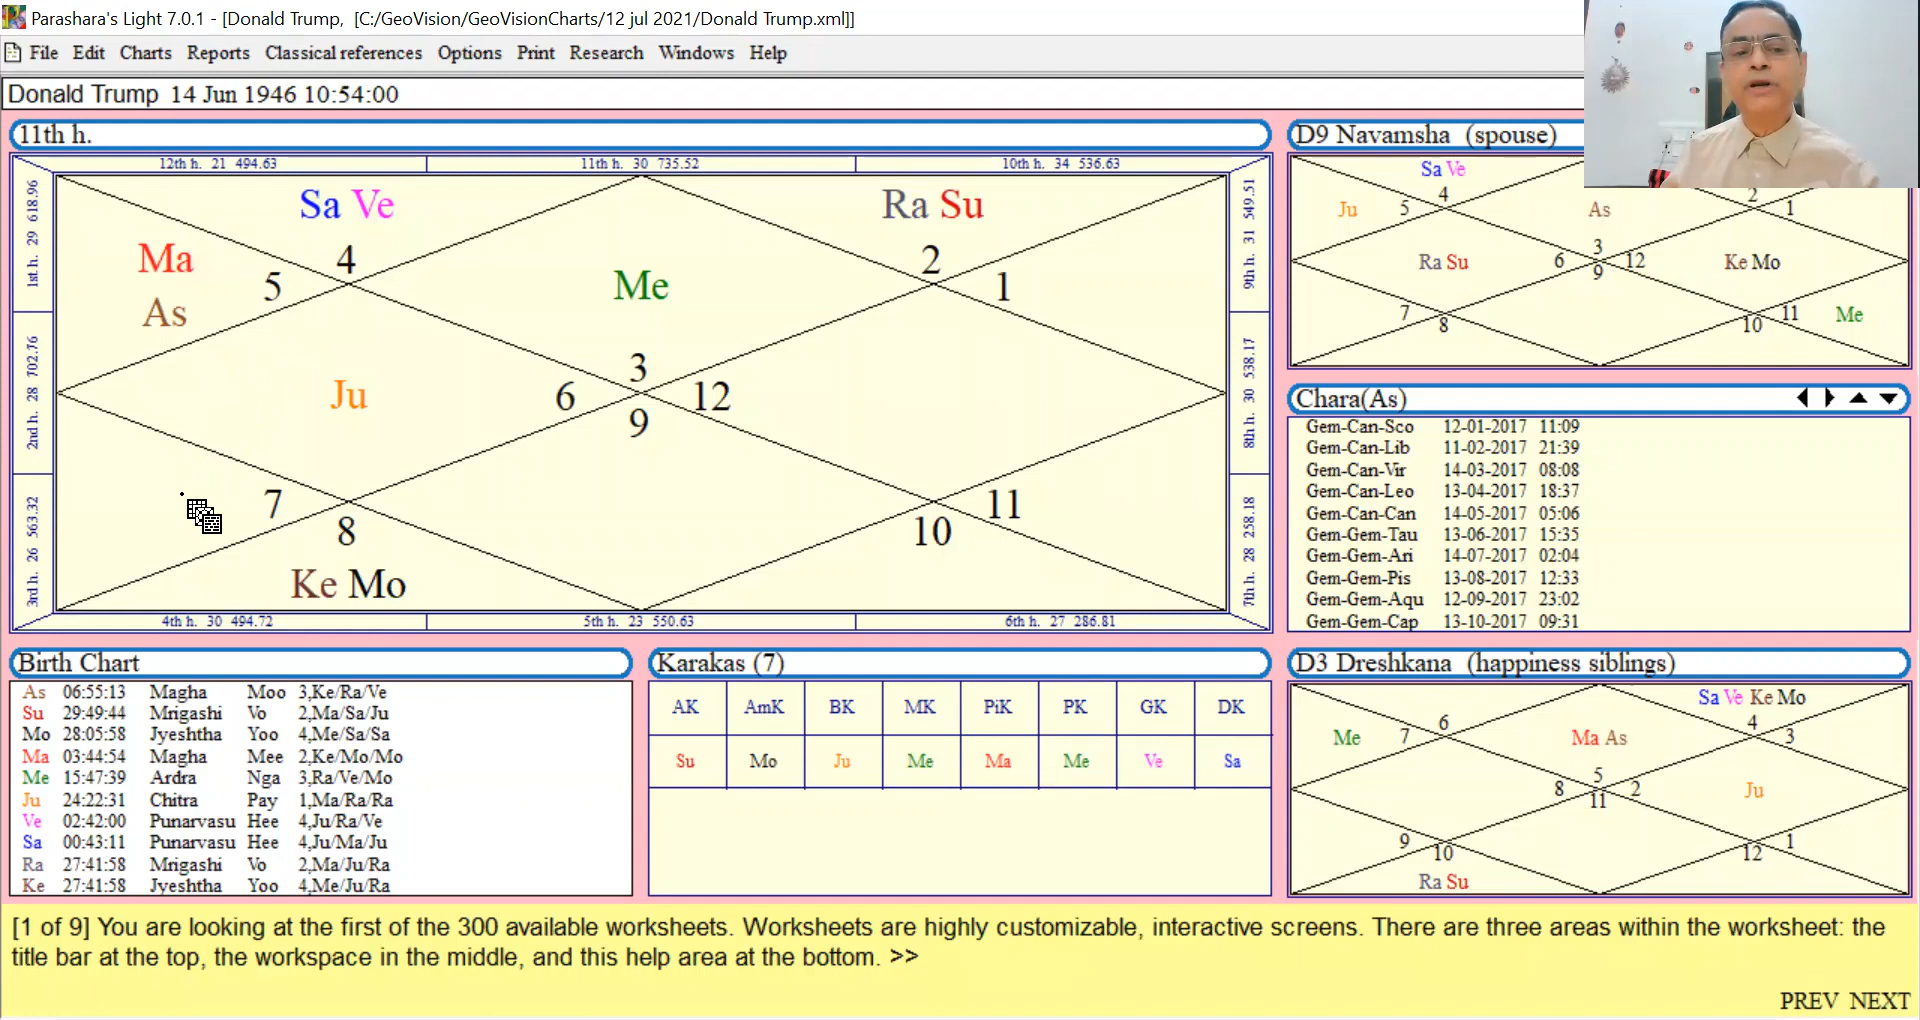 Parashara's Light 7.0.1 - [Donald Trump,  [C:/GeoVision/GeoVisionCharts/12 jul 2021/Donald Trump.xml]]
File Edit Charts Reports Classical references Options Print Research Windows Help
Donald Trump 14 Jun 1946 10:54:00
11th h.
12th h. 21 494.63
11th h. 30 735.52
10th h. 34 536.63
1st h. 29 618.96
2nd h. 28 702.76
3rd h. 26 563.32
9th h. 31 549.51
8th h. 30 538.17
7th h. 28 258.18
4th h. 30 494.72
5th h. 23 550.63
6th h. 27 286.81
Sa Ve
4
Ma
As
5
Me
Ra Su
2
1
Ju
6
3
12
9
7
8
Ke Mo
11
10
D9 Navamsha (spouse)
Sa Ve
4
Ju 5
As
2
1
Ra Su 6
3
9
12 Ke Mo
7
8
11 Me
10
Chara(As)
Gem-Can-Sco 12-01-2017 11:09
Gem-Can-Lib 11-02-2017 21:39
Gem-Can-Vir 14-03-2017 08:08
Gem-Can-Leo 13-04-2017 18:37
Gem-Can-Can 14-05-2017 05:06
Gem-Gem-Tau 13-06-2017 15:35
Gem-Gem-Ari 14-07-2017 02:04
Gem-Gem-Pis 13-08-2017 12:33
Gem-Gem-Aqu 12-09-2017 23:02
Gem-Gem-Cap 13-10-2017 09:31
Birth Chart
As 06:55:13 Magha Moo 3,Ke/Ra/Ve
Su 29:49:44 Mrigashi Vo 2,Ma/Sa/Ju
Mo 28:05:58 Jyeshtha Yoo 4,Me/Sa/Sa
Ma 03:44:54 Magha Mee 2,Ke/Mo/Mo
Me 15:47:39 Ardra Nga 3,Ra/Ve/Mo
Ju 24:22:31 Chitra Pay 1,Ma/Ra/Ra
Ve 02:42:00 Punarvasu Hee 4,Ju/Ra/Ve
Sa 00:43:11 Punarvasu Hee 4,Ju/Ma/Ju
Ra 27:41:58 Mrigashi Vo 2,Ma/Ju/Ra
Ke 27:41:58 Jyeshtha Yoo 4,Me/Ju/Ra
Karakas (7)
AK AmK BK MK PiK PK GK DK
Su Mo Ju Me Ma Me Ve Sa
D3 Dreshkana (happiness siblings)
Sa Ve Ke Mo
6
4
Me 7
Ma As
3
8
5
11
2
Ju
9
10
1
12
Ra Su
[1 of 9] You are looking at the first of the 300 available worksheets. Worksheets are highly customizable, interactive screens. There are three areas within the worksheet: the
title bar at the top, the workspace in the middle, and this help area at the bottom. >>
PREV NEXT